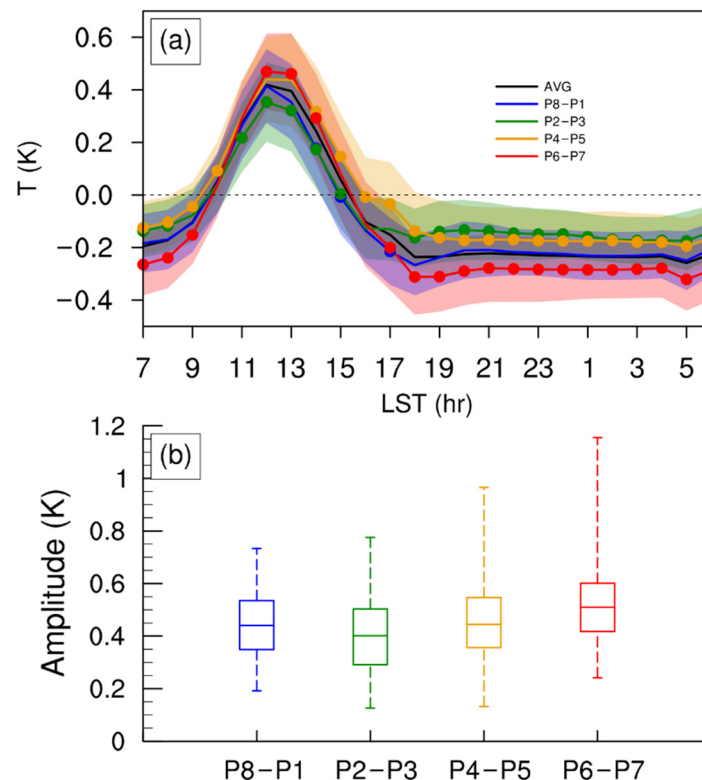 (a)
T (K)
0.6
0.4
0.2
0.0
−0.2
−0.4
AVG
P8−P1
P2−P3
P4−P5
P6−P7
7 9 11 13 15 17 19 21 23 1 3 5
LST (hr)
(b)
Amplitude (K)
1.2
1
0.8
0.6
0.4
0.2
0
P8−P1 P2−P3 P4−P5 P6−P7